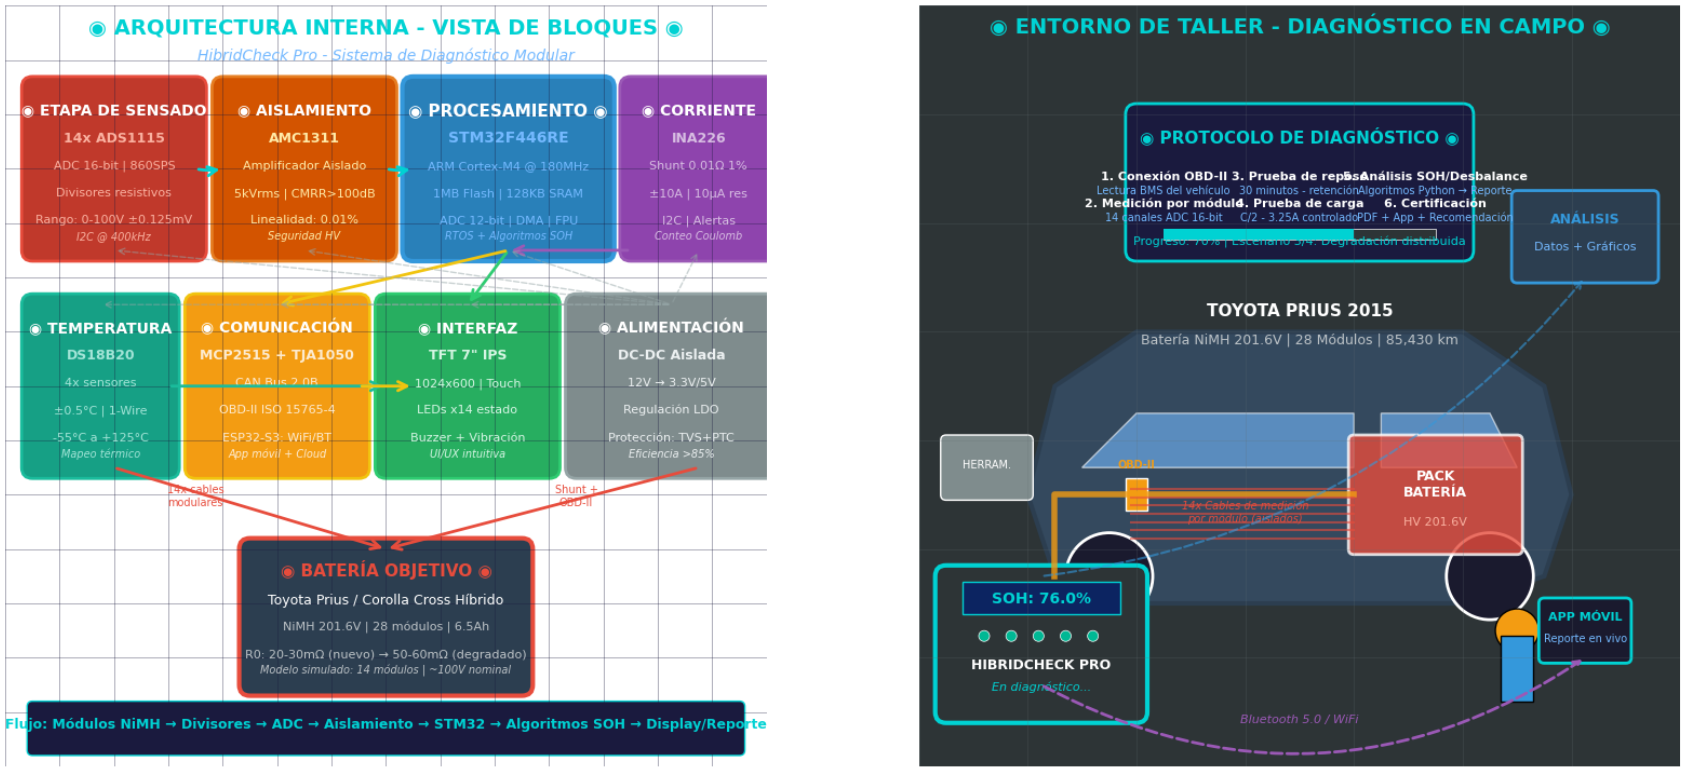 ◉ ARQUITECTURA INTERNA - VISTA DE BLOQUES ◉
HibridCheck Pro - Sistema de Diagnóstico Modular
◉ ETAPA DE SENSADO
14x ADS1115
ADC 16-bit | 860SPS
Divisores resistivos
Rango: 0-100V ±0.125mV
I2C @ 400kHz
◉ AISLAMIENTO
AMC1311
Amplificador Aislado
5kVrms | CMRR>100dB
Linealidad: 0.01%
Seguridad HV
◉ PROCESAMIENTO ◉
STM32F446RE
ARM Cortex-M4 @ 180MHz
1MB Flash | 128KB SRAM
ADC 12-bit | DMA | FPU
RTOS + Algoritmos SOH
◉ CORRIENTE
INA226
Shunt 0.01Ω 1%
±10A | 10μA res
I2C | Alertas
Conteo Coulomb
◉ TEMPERATURA
DS18B20
4x sensores
±0.5°C | 1-Wire
-55°C a +125°C
Mapeo térmico
◉ COMUNICACIÓN
MCP2515 + TJA1050
CAN Bus 2.0B
OBD-II ISO 15765-4
ESP32-S3: WiFi/BT
App móvil + Cloud
◉ INTERFAZ
TFT 7" IPS
1024x600 | Touch
LEDs x14 estado
Buzzer + Vibración
UI/UX intuitiva
◉ ALIMENTACIÓN
DC-DC Aislada
12V → 3.3V/5V
Regulación LDO
Protección: TVS+PTC
Eficiencia >85%
14x cables
modulares
Shunt +
OBD-II
◉ BATERÍA OBJETIVO ◉
Toyota Prius / Corolla Cross Híbrido
NiMH 201.6V | 28 módulos | 6.5Ah
R0: 20-30mΩ (nuevo) → 50-60mΩ (degradado)
Modelo simulado: 14 módulos | ~100V nominal
Flujo: Módulos NiMH → Divisores → ADC → Aislamiento → STM32 → Algoritmos SOH → Display/Reporte
◉ ENTORNO DE TALLER - DIAGNÓSTICO EN CAMPO ◉
◉ PROTOCOLO DE DIAGNÓSTICO ◉
1. Conexión OBD-II
Lectura BMS del vehículo
2. Medición por módulo
14 canales ADC 16-bit
3. Prueba de reposo
30 minutos - retención
4. Prueba de carga
C/2 - 3.25A controlado
5. Análisis SOH/Desbalance
Algoritmos Python → Reporte
6. Certificación
PDF + App + Recomendación
Progreso: 70% | Escenario 3/4: Degradación distribuida
ANÁLISIS
Datos + Gráficos
TOYOTA PRIUS 2015
Batería NiMH 201.6V | 28 Módulos | 85,430 km
HERRAM.
OBD-II
14x Cables de medición
por módulo (aislados)
PACK
BATERÍA
HV 201.6V
SOH: 76.0%
HIBRIDCHECK PRO
En diagnóstico...
APP MÓVIL
Reporte en vivo
Bluetooth 5.0 / WiFi